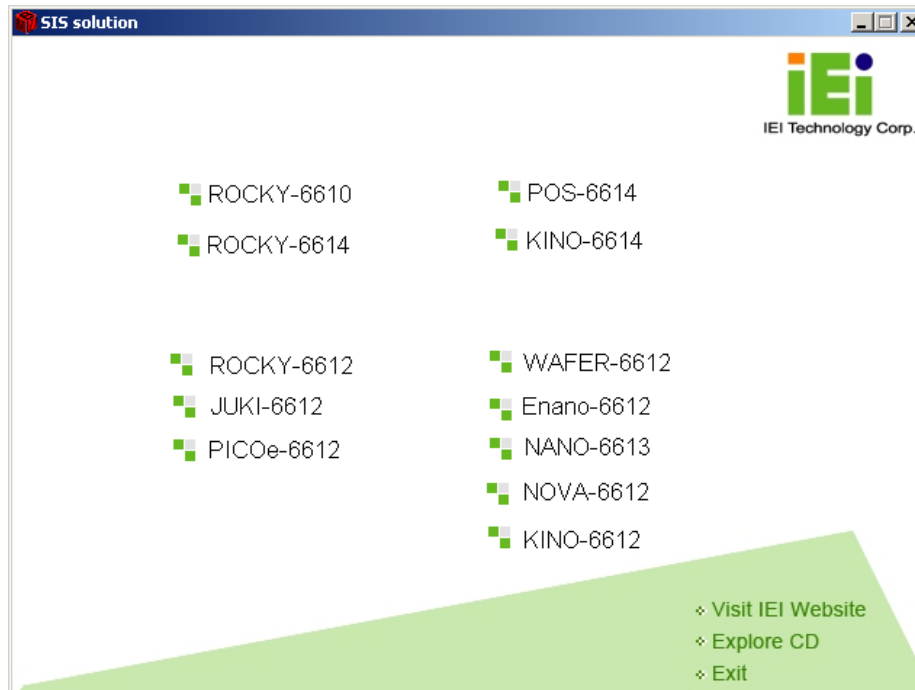 SIS solution
iEi
IEI Technology Corp.
ROCKY-6610
POS-6614
ROCKY-6614
KINO-6614
ROCKY-6612
WAFER-6612
JUKI-6612
Enano-6612
PICOe-6612
NANO-6613
NOVA-6612
KINO-6612
Visit IEI Website
Explore CD
Exit